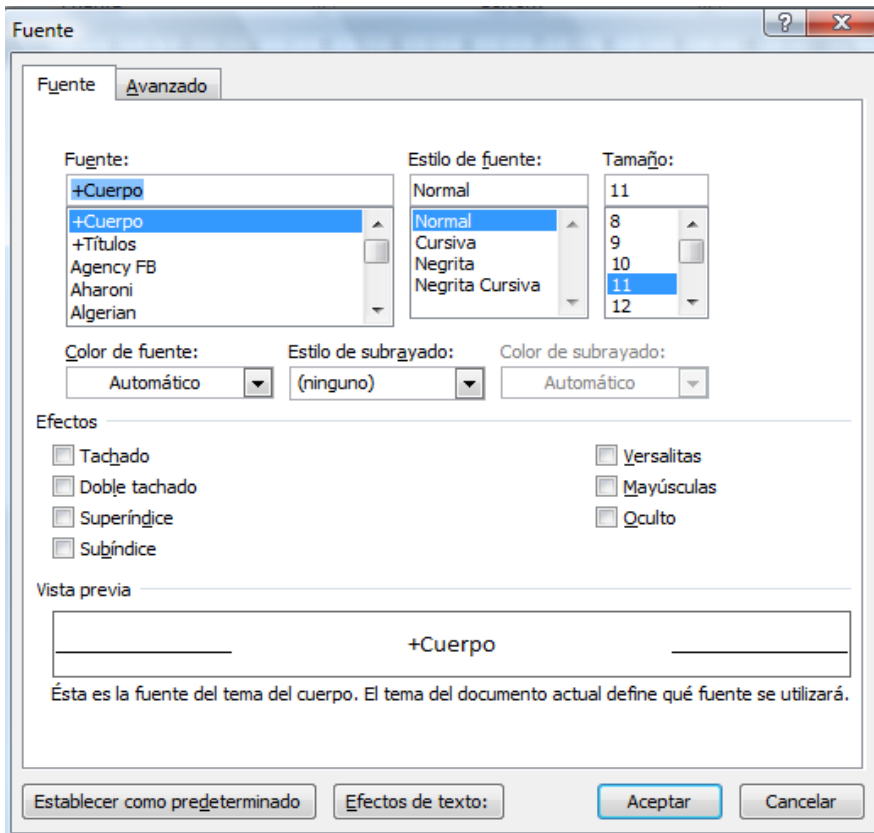 Fuente
Fuente Avanzado
Fuente: Estilo de fuente: Tamaño:
+Cuerpo Normal 11
+Cuerpo Normal 8
+Títulos Cursiva 9
Agency FB Negrita 10
Aharoni Negrita Cursiva 11
Algerian 12
Color de fuente: Estilo de subrayado: Color de subrayado:
Automático (ninguno) Automático
Efectos
Tachado Versalitas
Doble tachado Mayúsculas
Superíndice Oculto
Subíndice
Vista previa
+Cuerpo
Ésta es la fuente del tema del cuerpo. El tema del documento actual define qué fuente se utilizará.
Establecer como predeterminado Efectos de texto: Aceptar Cancelar